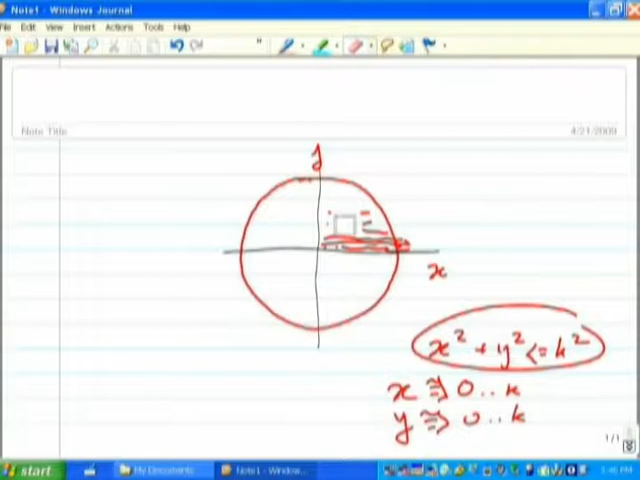 Note1 - Windows Journal
File Edit View Insert Actions Tools Help
Note Title
4/21/2009
y
x
x² + y² <= k²
x ⇛ 0..k
y ⇛ 0..k
1/1
start
My Documents
Note1 - Window...